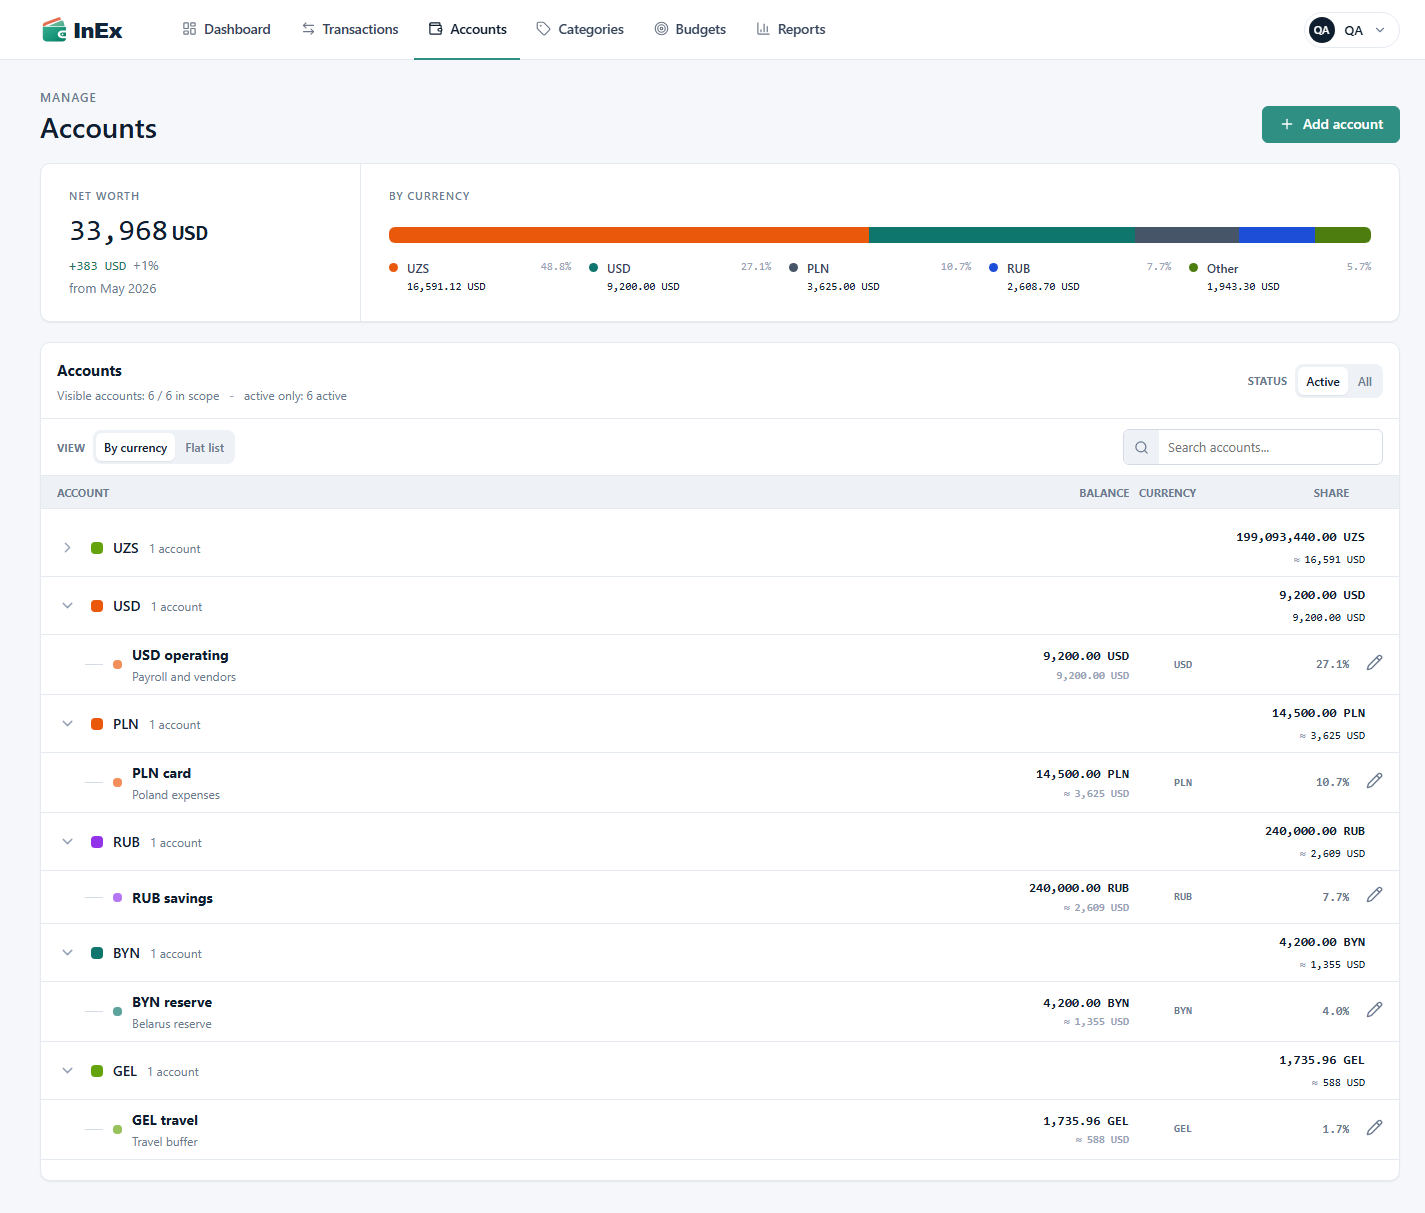 InEx
Dashboard
Transactions
Accounts
Categories
Budgets
Reports
QA
QA
MANAGE
Accounts
+ Add account
NET WORTH
33,968 USD
+383 USD +1%
from May 2026
BY CURRENCY
UZS 48.8%
16,591.12 USD
USD 27.1%
9,200.00 USD
PLN 10.7%
3,625.00 USD
RUB 7.7%
2,608.70 USD
Other 5.7%
1,943.30 USD
Accounts
Visible accounts: 6 / 6 in scope - active only: 6 active
STATUS Active All
VIEW By currency Flat list
Search accounts...
ACCOUNT BALANCE CURRENCY SHARE
UZS 1 account 199,093,440.00 UZS
≈ 16,591 USD
USD 1 account 9,200.00 USD
9,200.00 USD
USD operating 9,200.00 USD USD 27.1%
Payroll and vendors 9,200.00 USD
PLN 1 account 14,500.00 PLN
≈ 3,625 USD
PLN card 14,500.00 PLN PLN 10.7%
Poland expenses ≈ 3,625 USD
RUB 1 account 240,000.00 RUB
≈ 2,609 USD
RUB savings 240,000.00 RUB RUB 7.7%
≈ 2,609 USD
BYN 1 account 4,200.00 BYN
≈ 1,355 USD
BYN reserve 4,200.00 BYN BYN 4.0%
Belarus reserve ≈ 1,355 USD
GEL 1 account 1,735.96 GEL
≈ 588 USD
GEL travel 1,735.96 GEL GEL 1.7%
Travel buffer ≈ 588 USD